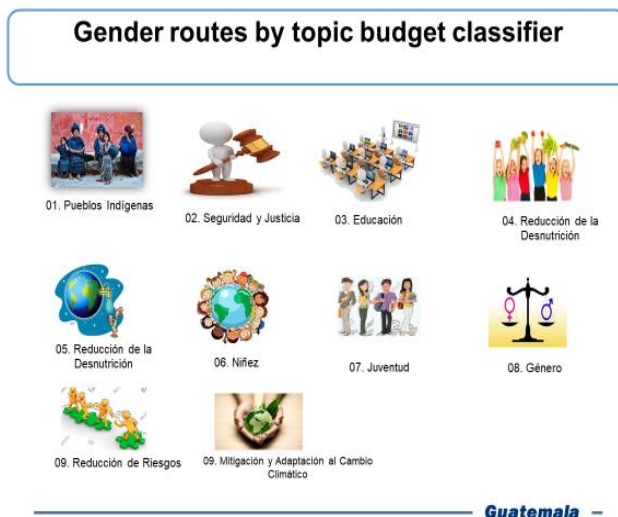 Gender routes by topic budget classifier
01. Pueblos Indígenas
02. Seguridad y Justicia
03. Educación
04. Reducción de la
Desnutrición
05. Reducción de la
Desnutrición
06. Niñez
07. Juventud
08. Género
09. Reducción de Riesgos
09. Mitigación y Adaptación al Cambio
Climático
Guatemala